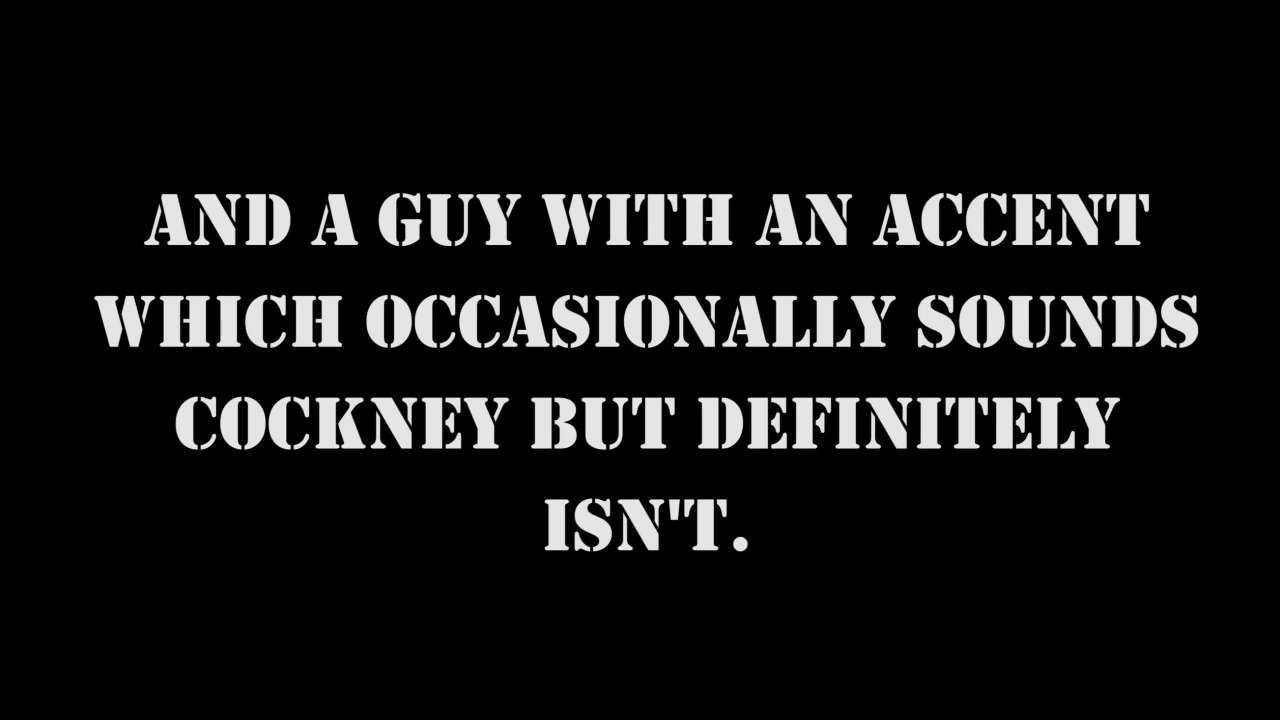 AND A GUY WITH AN ACCENT
WHICH OCCASIONALLY SOUNDS
COCKNEY BUT DEFINITELY
ISN'T.